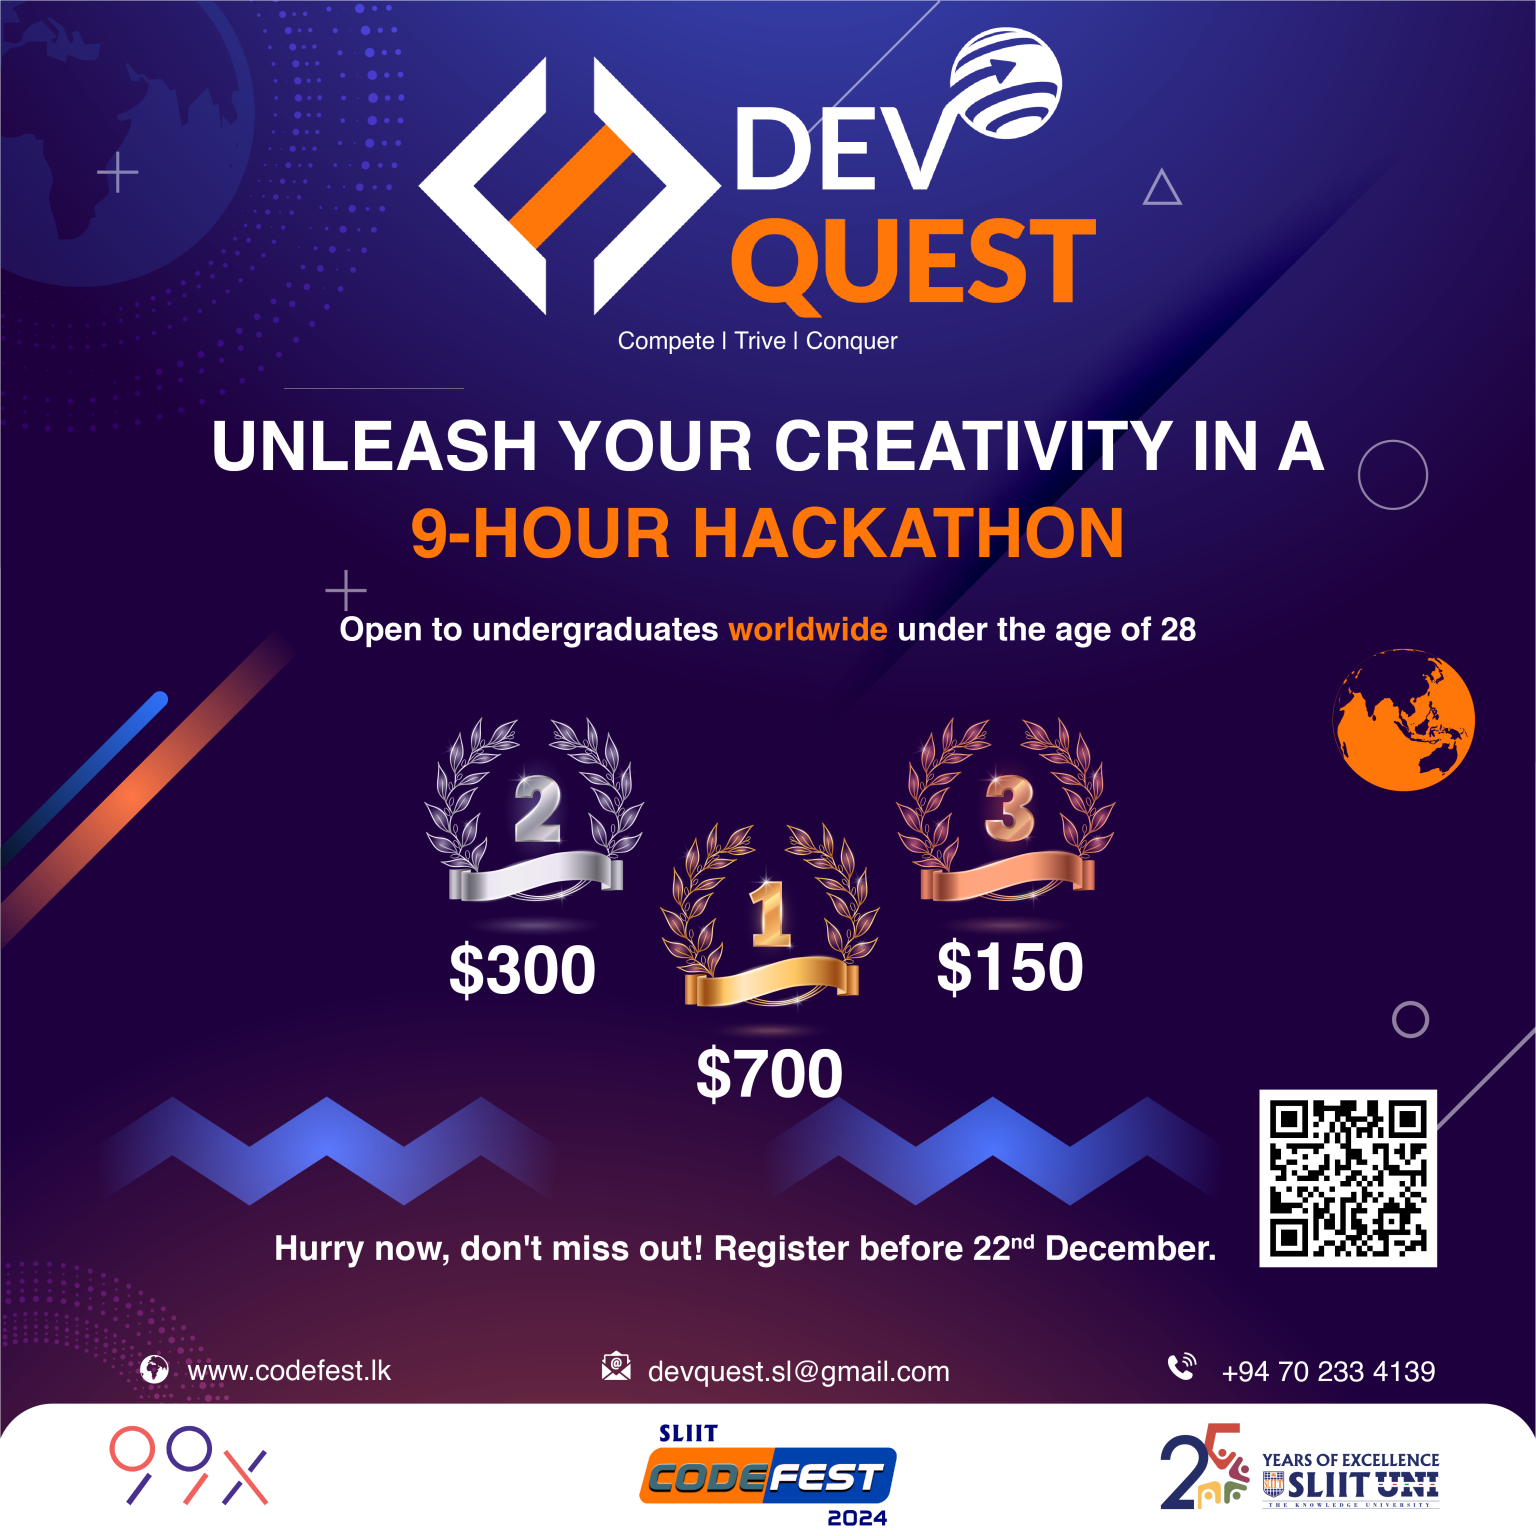 DEV
QUEST
Compete | Trive | Conquer
UNLEASH YOUR CREATIVITY IN A
9-HOUR HACKATHON
Open to undergraduates worldwide under the age of 28
2
3
1
$300
$150
$700
Hurry now, don't miss out! Register before 22nd December.
www.codefest.lk
devquest.sl@gmail.com
+94 70 233 4139
99X
SLIIT
CODEFEST
2024
25
YEARS OF EXCELLENCE
SLIIT UNI
THE KNOWLEDGE UNIVERSITY